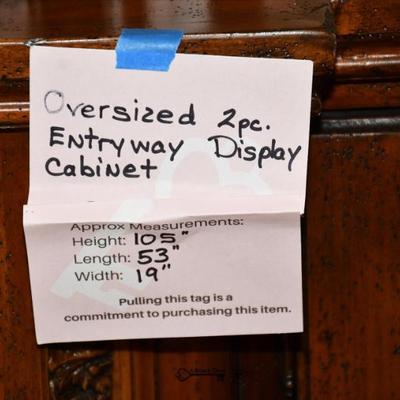 Oversized 2pc.
Entryway Display
Cabinet
Approx Measurements:
Height: 105"
Length: 53"
Width: 19"
Pulling this tag is a
commitment to purchasing this item.